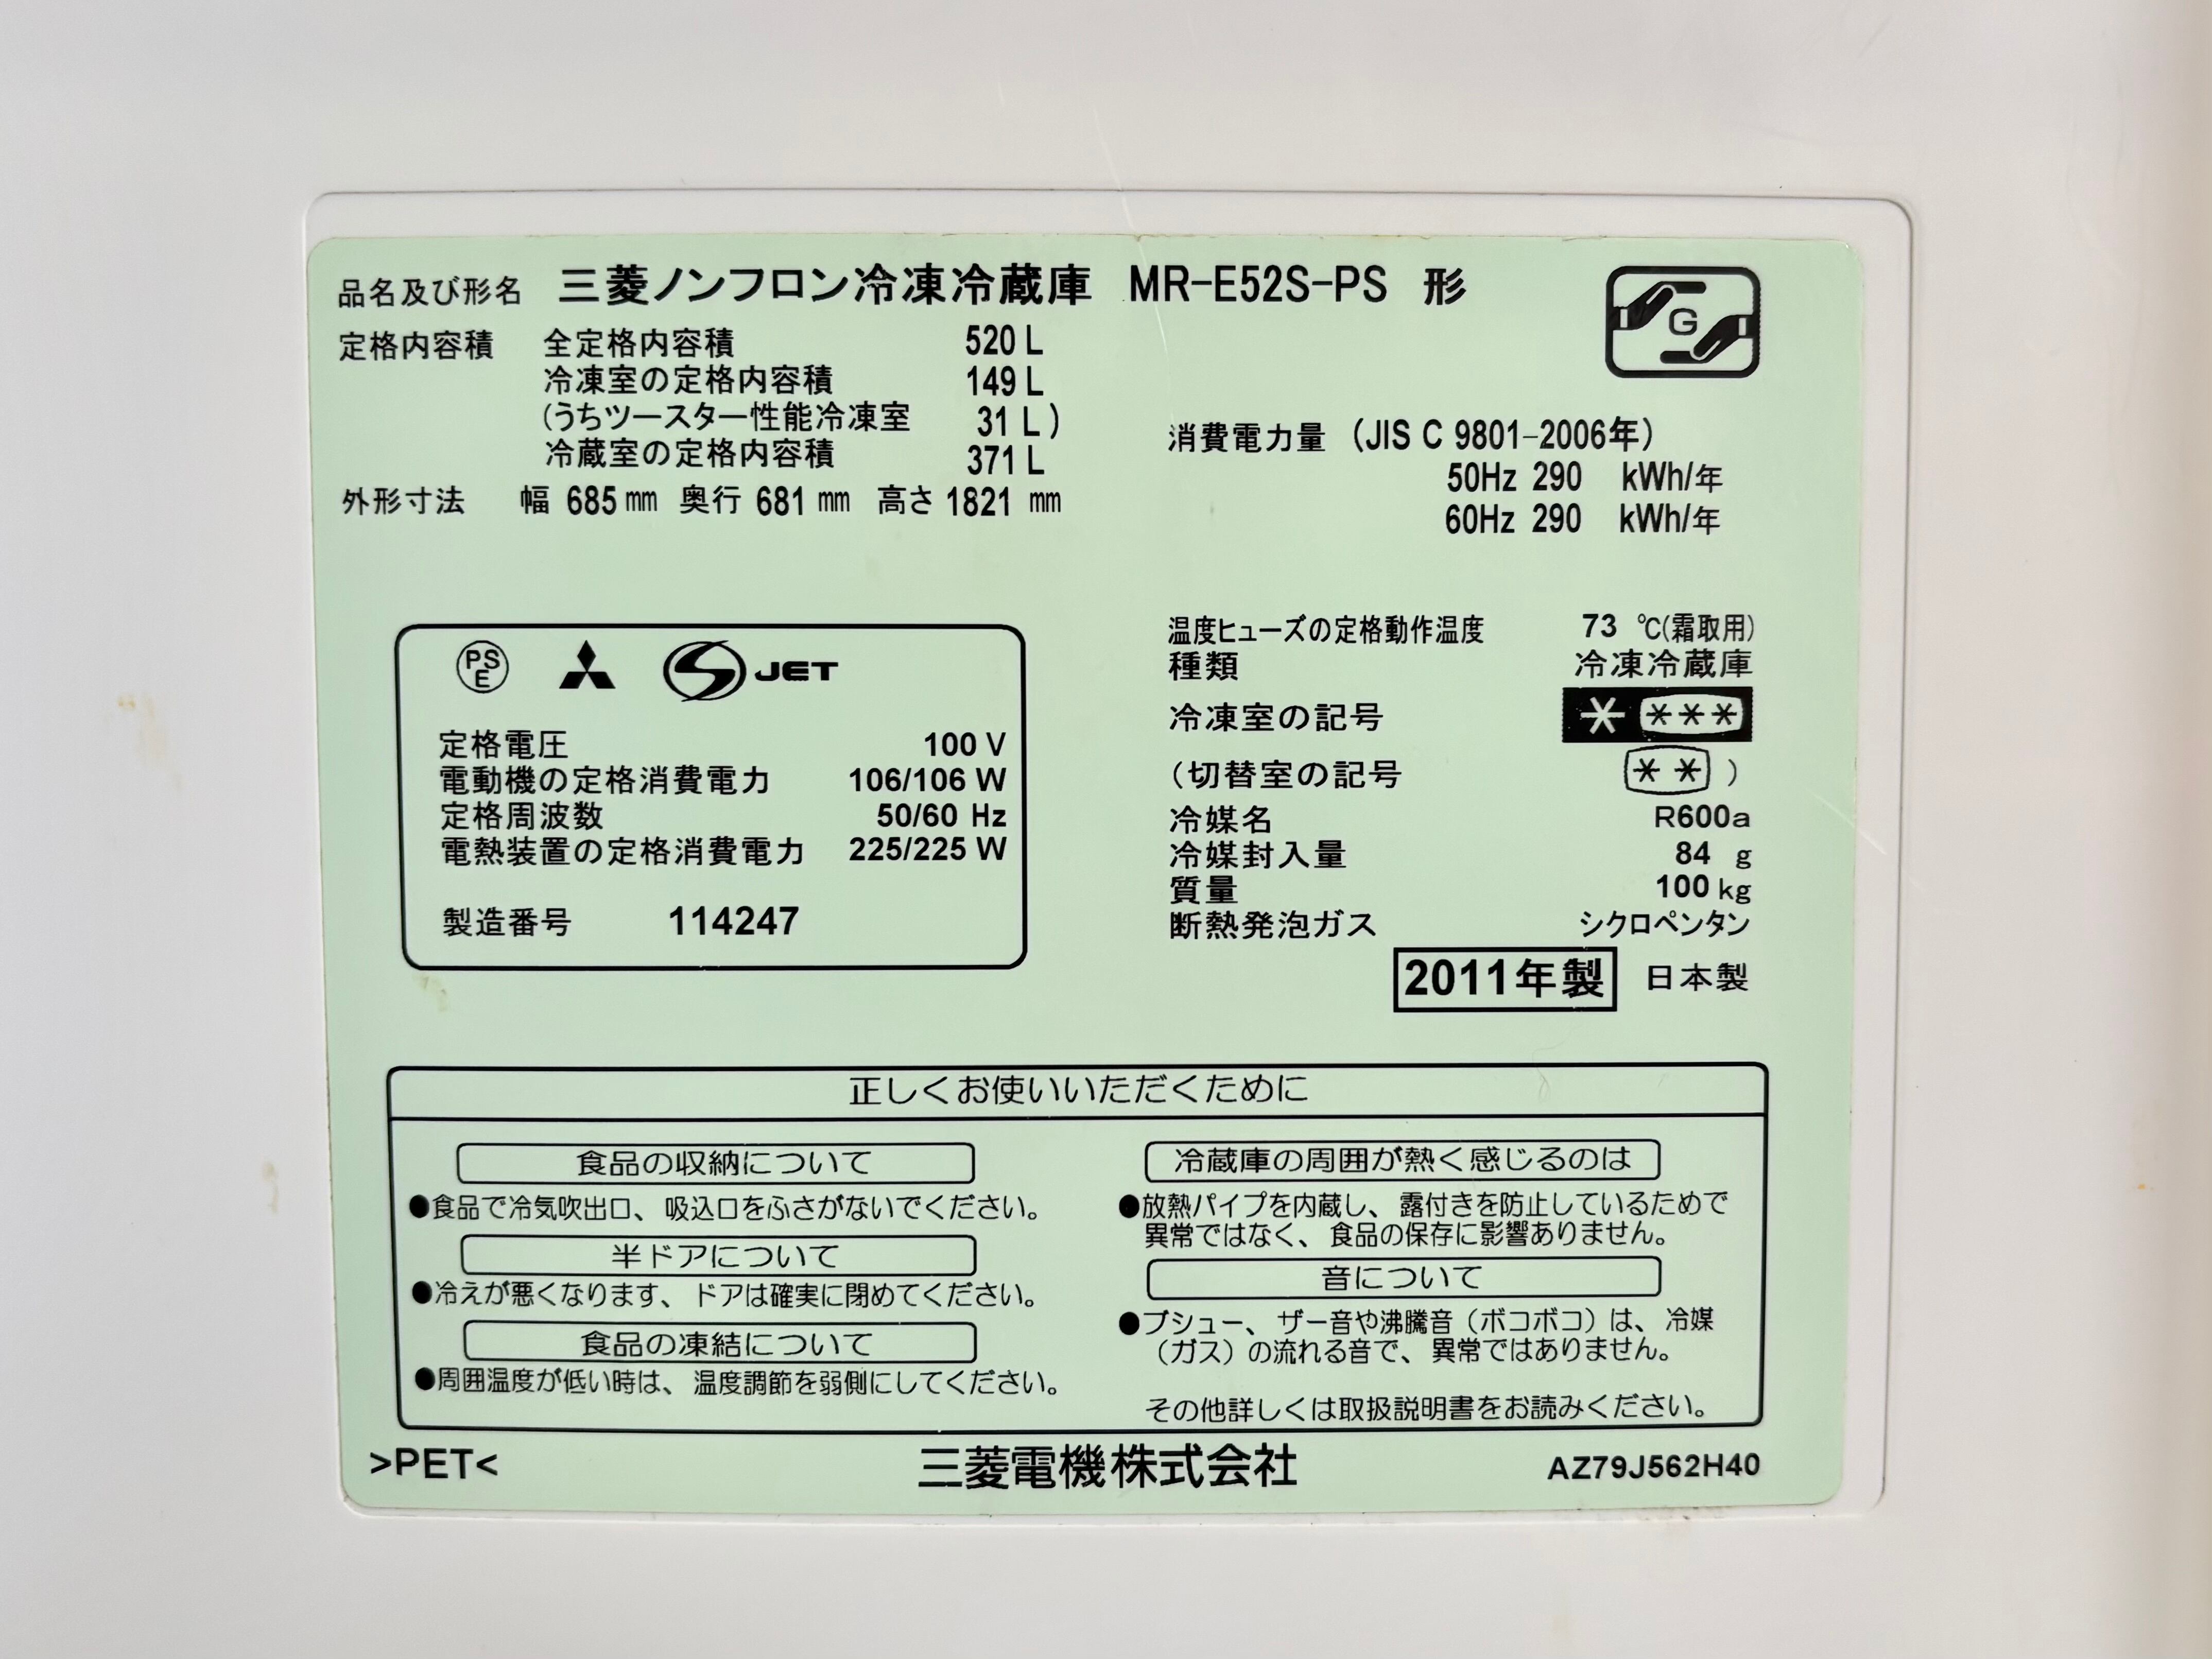 品名及び形名 三菱ノンフロン冷凍冷蔵庫 MR-E52S-PS 形
G
定格内容積 全定格内容積 520 L
冷凍室の定格内容積 149 L
(うちツースター性能冷凍室 31 L)
冷蔵室の定格内容積 371 L
外形寸法 幅 685 mm 奥行 681 mm 高さ 1821 mm
消費電力量 (JIS C 9801-2006年)
50Hz 290 kWh/年
60Hz 290 kWh/年
PSE JET
定格電圧 100 V
電動機の定格消費電力 106/106 W
定格周波数 50/60 Hz
電熱装置の定格消費電力 225/225 W
製造番号 114247
温度ヒューズの定格動作温度 73 ℃(霜取用)
種類 冷凍冷蔵庫
冷凍室の記号 * ***
(切替室の記号 ** )
冷媒名 R600a
冷媒封入量 84 g
質量 100 kg
断熱発泡ガス シクロペンタン
2011年製 日本製
正しくお使いいただくために
食品の収納について
●食品で冷気吹出口、吸込口をふさがないでください。
半ドアについて
●冷えが悪くなります、ドアは確実に閉めてください。
食品の凍結について
●周囲温度が低い時は、温度調節を弱側にしてください。
冷蔵庫の周囲が熱く感じるのは
●放熱パイプを内蔵し、露付きを防止しているためで
異常ではなく、食品の保存に影響ありません。
音について
●ブシュー、ザー音や沸騰音(ボコボコ)は、冷媒
(ガス)の流れる音で、異常ではありません。
その他詳しくは取扱説明書をお読みください。
>PET< 三菱電機株式会社 AZ79J562H40